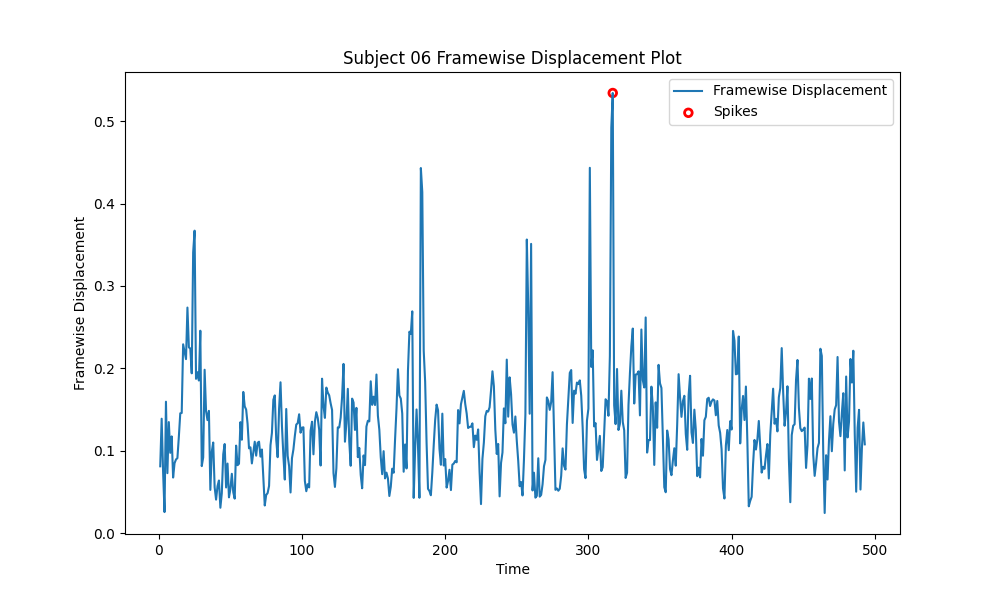 Subject 06 Framewise Displacement Plot
Framewise Displacement
Spikes
Framewise Displacement
0.5
0.4
0.3
0.2
0.1
0.0
0 100 200 300 400 500
Time